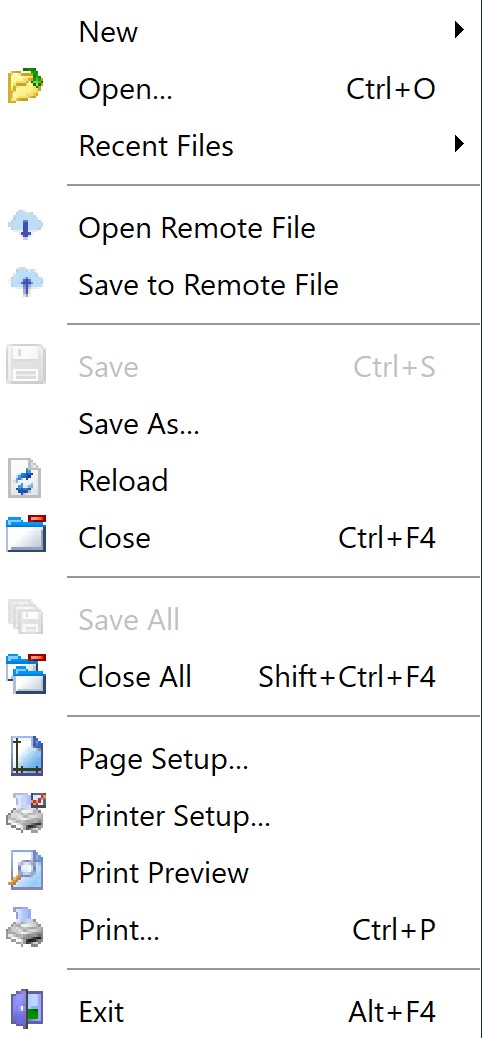 New
Open... Ctrl+O
Recent Files
Open Remote File
Save to Remote File
Save Ctrl+S
Save As...
Reload
Close Ctrl+F4
Save All
Close All Shift+Ctrl+F4
Page Setup...
Printer Setup...
Print Preview
Print... Ctrl+P
Exit Alt+F4